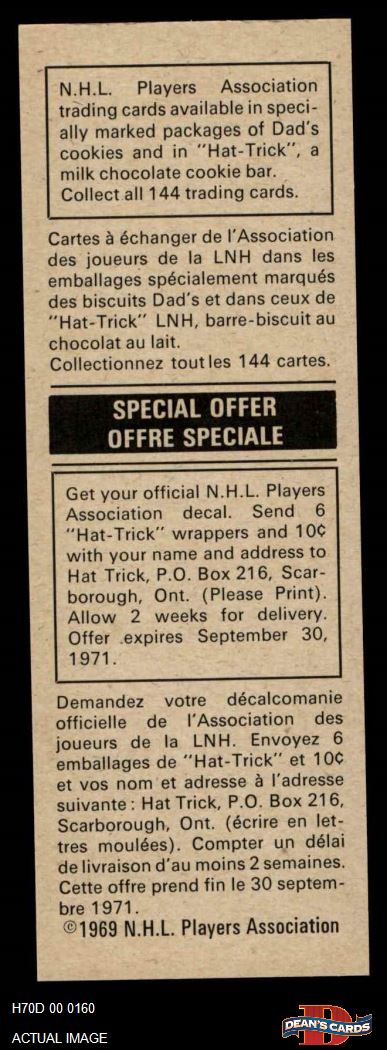 N.H.L. Players Association
trading cards available in speci-
ally marked packages of Dad's
cookies and in "Hat-Trick", a
milk chocolate cookie bar.
Collect all 144 trading cards.
Cartes à échanger de l'Association
des joueurs de la LNH dans les
emballages spécialement marqués
des biscuits Dad's et dans ceux de
"Hat-Trick" LNH, barre-biscuit au
chocolat au lait.
Collectionnez toutles 144 cartes.
SPECIAL OFFER
OFFRE SPECIALE
Get your official N.H.L. Players
Association decal. Send 6
"Hat-Trick" wrappers and 10¢
with your name and address to
Hat Trick, P.O. Box 216, Scar-
borough, Ont. (Please Print).
Allow 2 weeks for delivery.
Offer expires September 30,
1971.
Demandez votre décalcomanie
officielle de l'Association des
joueurs de la LNH. Envoyez 6
emballages de "Hat-Trick" et 10¢
et vos nom et adresse à l'adresse
suivante: Hat Trick, P.O. Box 216,
Scarborough, Ont. (écrire en let-
tres moulées). Compter un délai
de livraison d'au moins 2 semaines.
Cette offre prend fin le 30 septem-
bre 1971.
©1969 N.H.L. Players Association
H70D 00 0160
ACTUAL IMAGE
D
DEAN'S CARDS